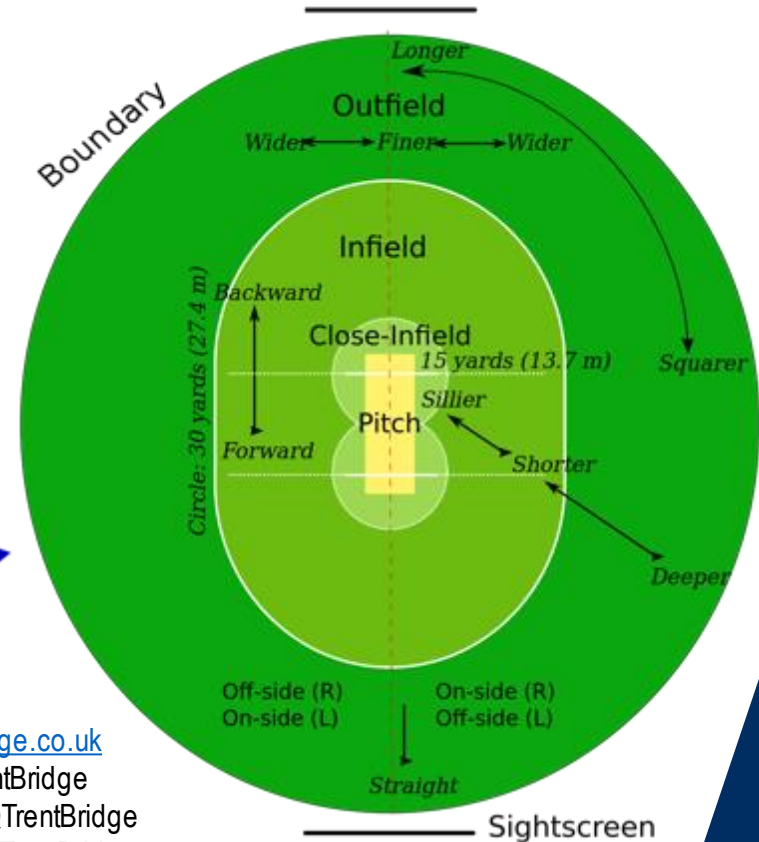 Longer
Boundary
Outfield
Wider Finer Wider
Infield
Backward
Circle: 30 yards (27.4 m)
Close-Infield
15 yards (13.7 m)
Squarer
Sillier
Pitch
Forward
Shorter
Deeper
Off-side (R)
On-side (L)
On-side (R)
Off-side (L)
Straight
Sightscreen
ge.co.uk
ntBridge
TrentBridge